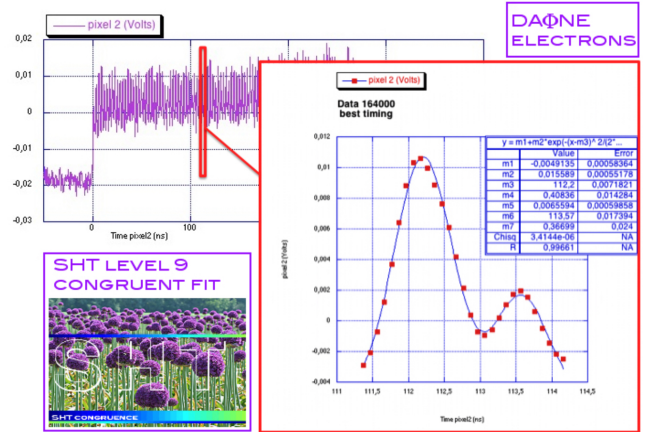 pixel 2 (Volts)
DAΦNE
ELECTRONS
0,02
0,01
0
-0,01
-0,02
-0,03
0
100
Time pixel2 (ns)
pixel 2 (Volts)
Data 164000
best timing
y = m1+m2*exp(-(x-m3)^ 2/(2*...
Value Error
m1 -0,0049135 0,00058364
m2 0,015589 0,00055178
m3 112,2 0,0071821
m4 0,40836 0,014284
m5 0,0065594 0,00059858
m6 113,57 0,017394
m7 0,36699 0,024
Chisq 3,4144e-06 NA
R 0,99661 NA
0,012
0,01
0,008
0,006
0,004
0,002
0
-0,002
-0,004
pixel 2 (Volts)
111 111,5 112 112,5 113 113,5 114 114,5
Time pixel2 (ns)
SHT LEVEL 9
CONGRUENT FIT
SHT
SHT CONGRUENCE